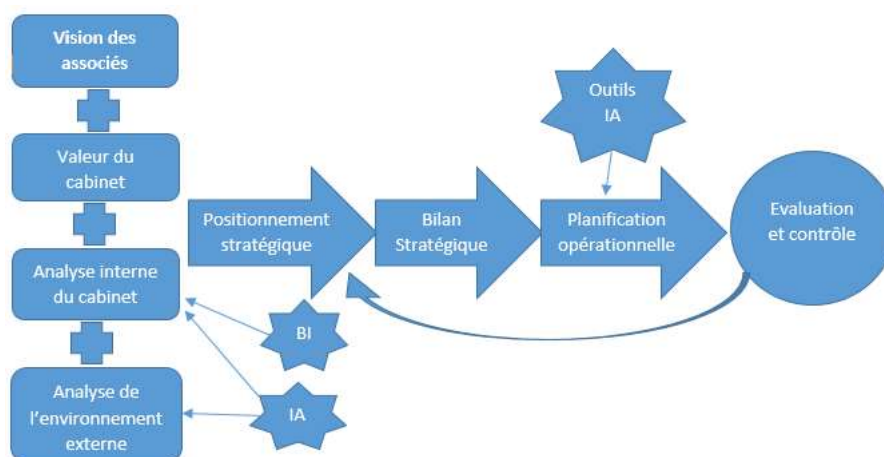 Vision des
associés
Valeur du
cabinet
Analyse interne
du cabinet
Analyse de
l'environnement
externe
Positionnement
stratégique
Bilan
Stratégique
Outils
IA
Planification
opérationnelle
Evaluation
et contrôle
BI
IA